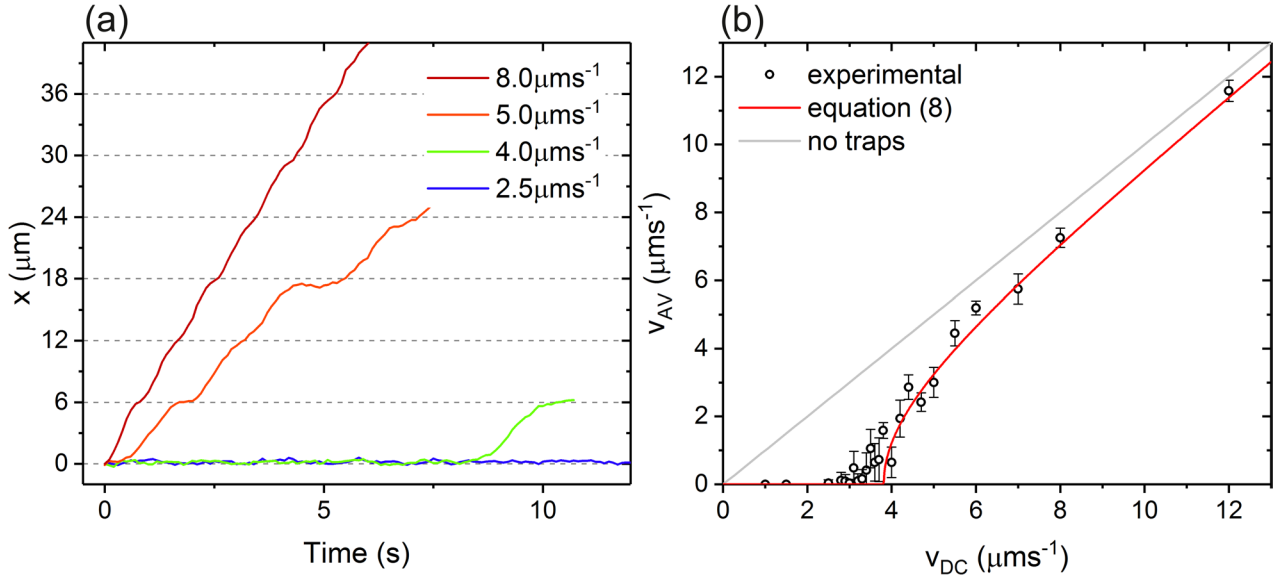 (a)
8.0μms⁻¹
5.0μms⁻¹
4.0μms⁻¹
2.5μms⁻¹
36
30
24
18
12
6
0
x (μm)
0 5 10
Time (s)
(b)
experimental
equation (8)
no traps
12
10
8
6
4
2
0
v_AV (μms⁻¹)
0 2 4 6 8 10 12
v_DC (μms⁻¹)